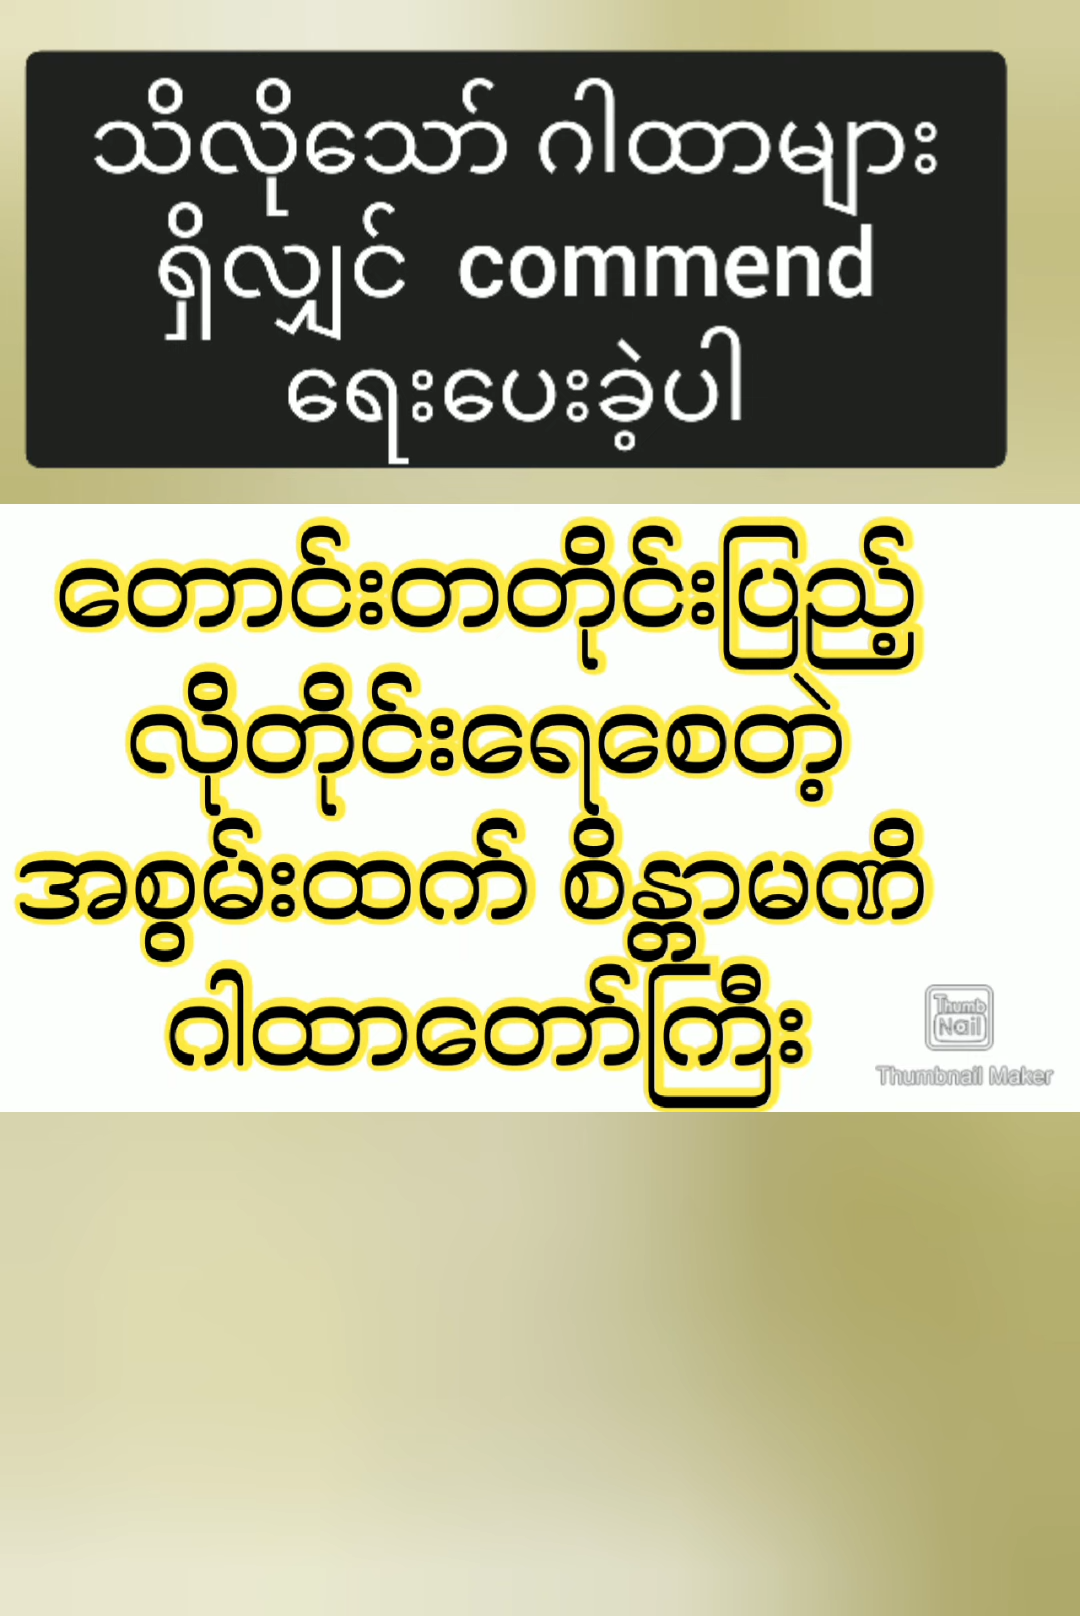 သိလိုသော် ဂါထာများ
ရှိလျှင် commend
ရေးပေးခဲ့ပါ
တောင်းတတိုင်းပြည့်
လိုတိုင်းရေစေတဲ့
အစွမ်းထက် စိန္တာမဏိ
ဂါထာတော်ကြီး
Thumb
Nail
Thumbnail Maker